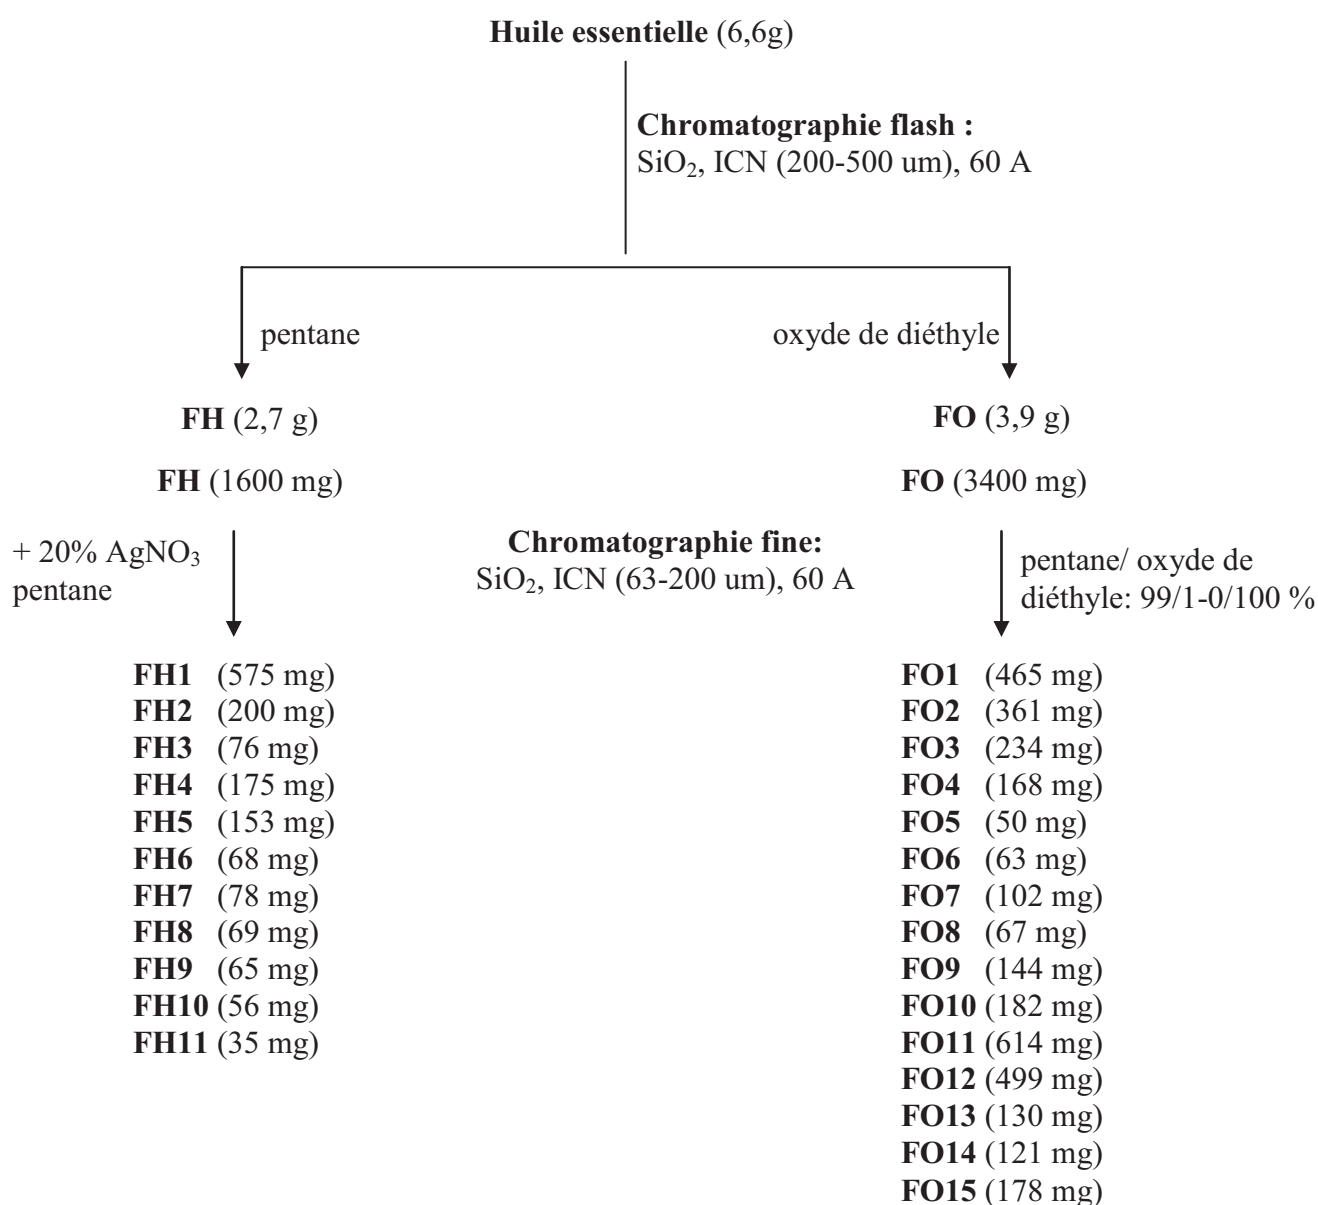 Huile essentielle (6,6g)
Chromatographie flash :
SiO₂, ICN (200-500 um), 60 A
pentane
oxyde de diéthyle
FH (2,7 g)
FO (3,9 g)
FH (1600 mg)
FO (3400 mg)
+ 20% AgNO₃
pentane
Chromatographie fine:
SiO₂, ICN (63-200 um), 60 A
pentane/ oxyde de
diéthyle: 99/1-0/100 %
FH1 (575 mg)
FH2 (200 mg)
FH3 (76 mg)
FH4 (175 mg)
FH5 (153 mg)
FH6 (68 mg)
FH7 (78 mg)
FH8 (69 mg)
FH9 (65 mg)
FH10 (56 mg)
FH11 (35 mg)
FO1 (465 mg)
FO2 (361 mg)
FO3 (234 mg)
FO4 (168 mg)
FO5 (50 mg)
FO6 (63 mg)
FO7 (102 mg)
FO8 (67 mg)
FO9 (144 mg)
FO10 (182 mg)
FO11 (614 mg)
FO12 (499 mg)
FO13 (130 mg)
FO14 (121 mg)
FO15 (178 mg)